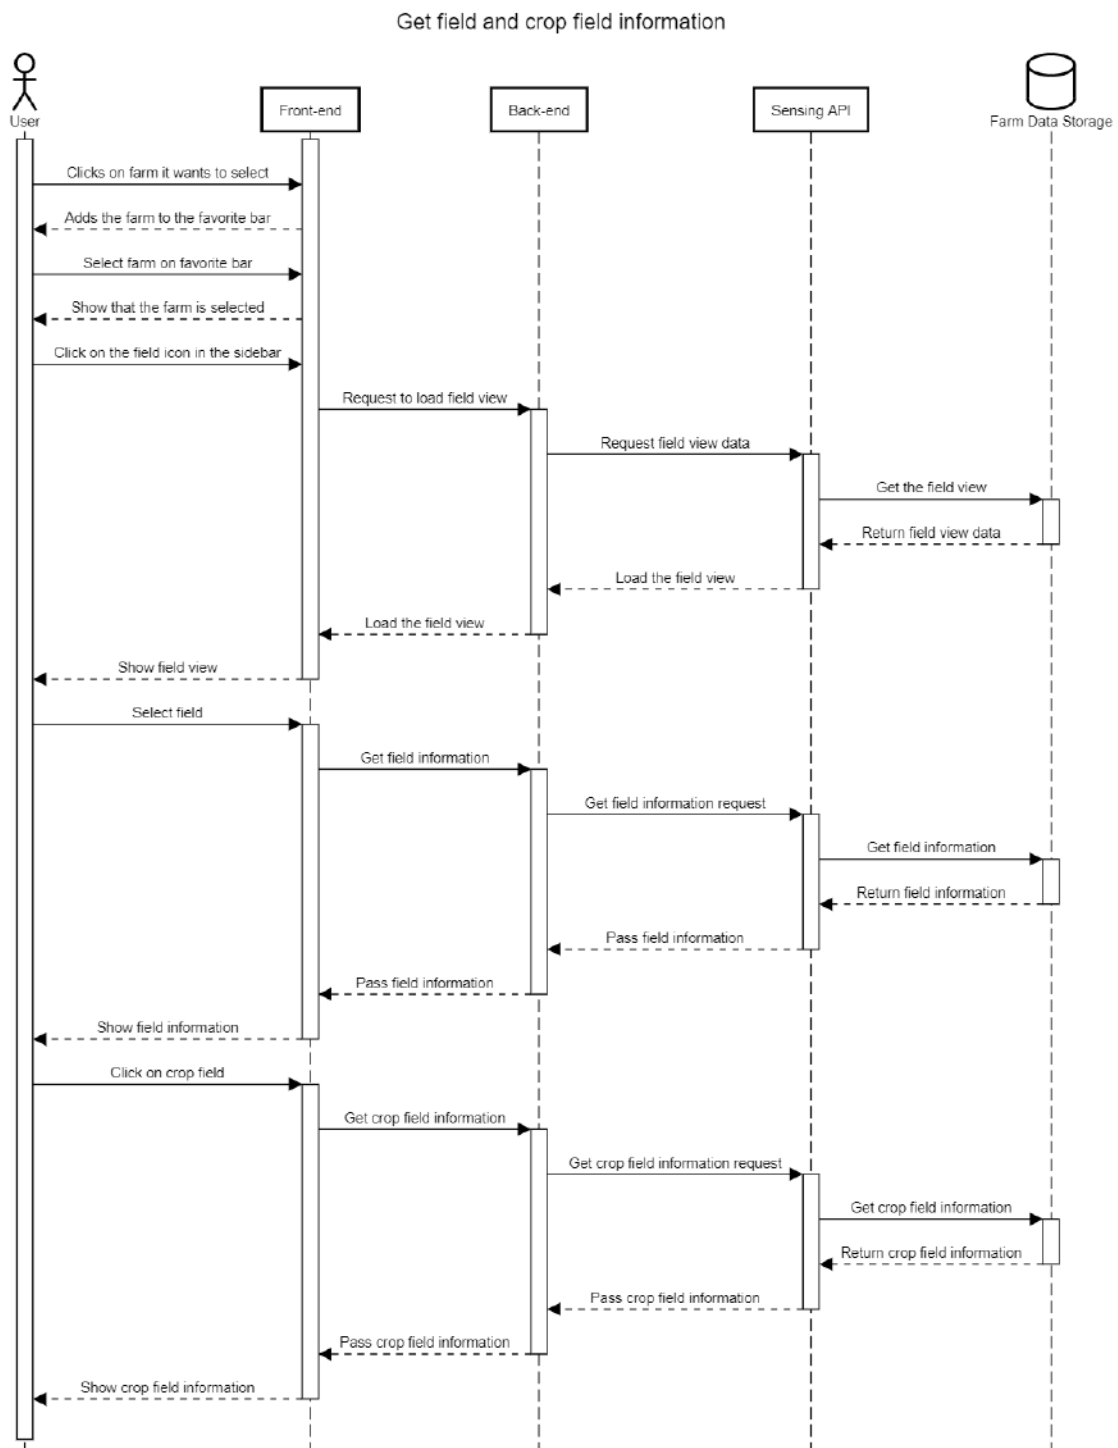 Get field and crop field information
User
Front-end
Back-end
Sensing API
Farm Data Storage
Clicks on farm it wants to select
Adds the farm to the favorite bar
Select farm on favorite bar
Show that the farm is selected
Click on the field icon in the sidebar
Request to load field view
Request field view data
Get the field view
Return field view data
Load the field view
Load the field view
Show field view
Select field
Get field information
Get field information request
Get field information
Return field information
Pass field information
Pass field information
Show field information
Click on crop field
Get crop field information
Get crop field information request
Get crop field information
Return crop field information
Pass crop field information
Pass crop field information
Show crop field information